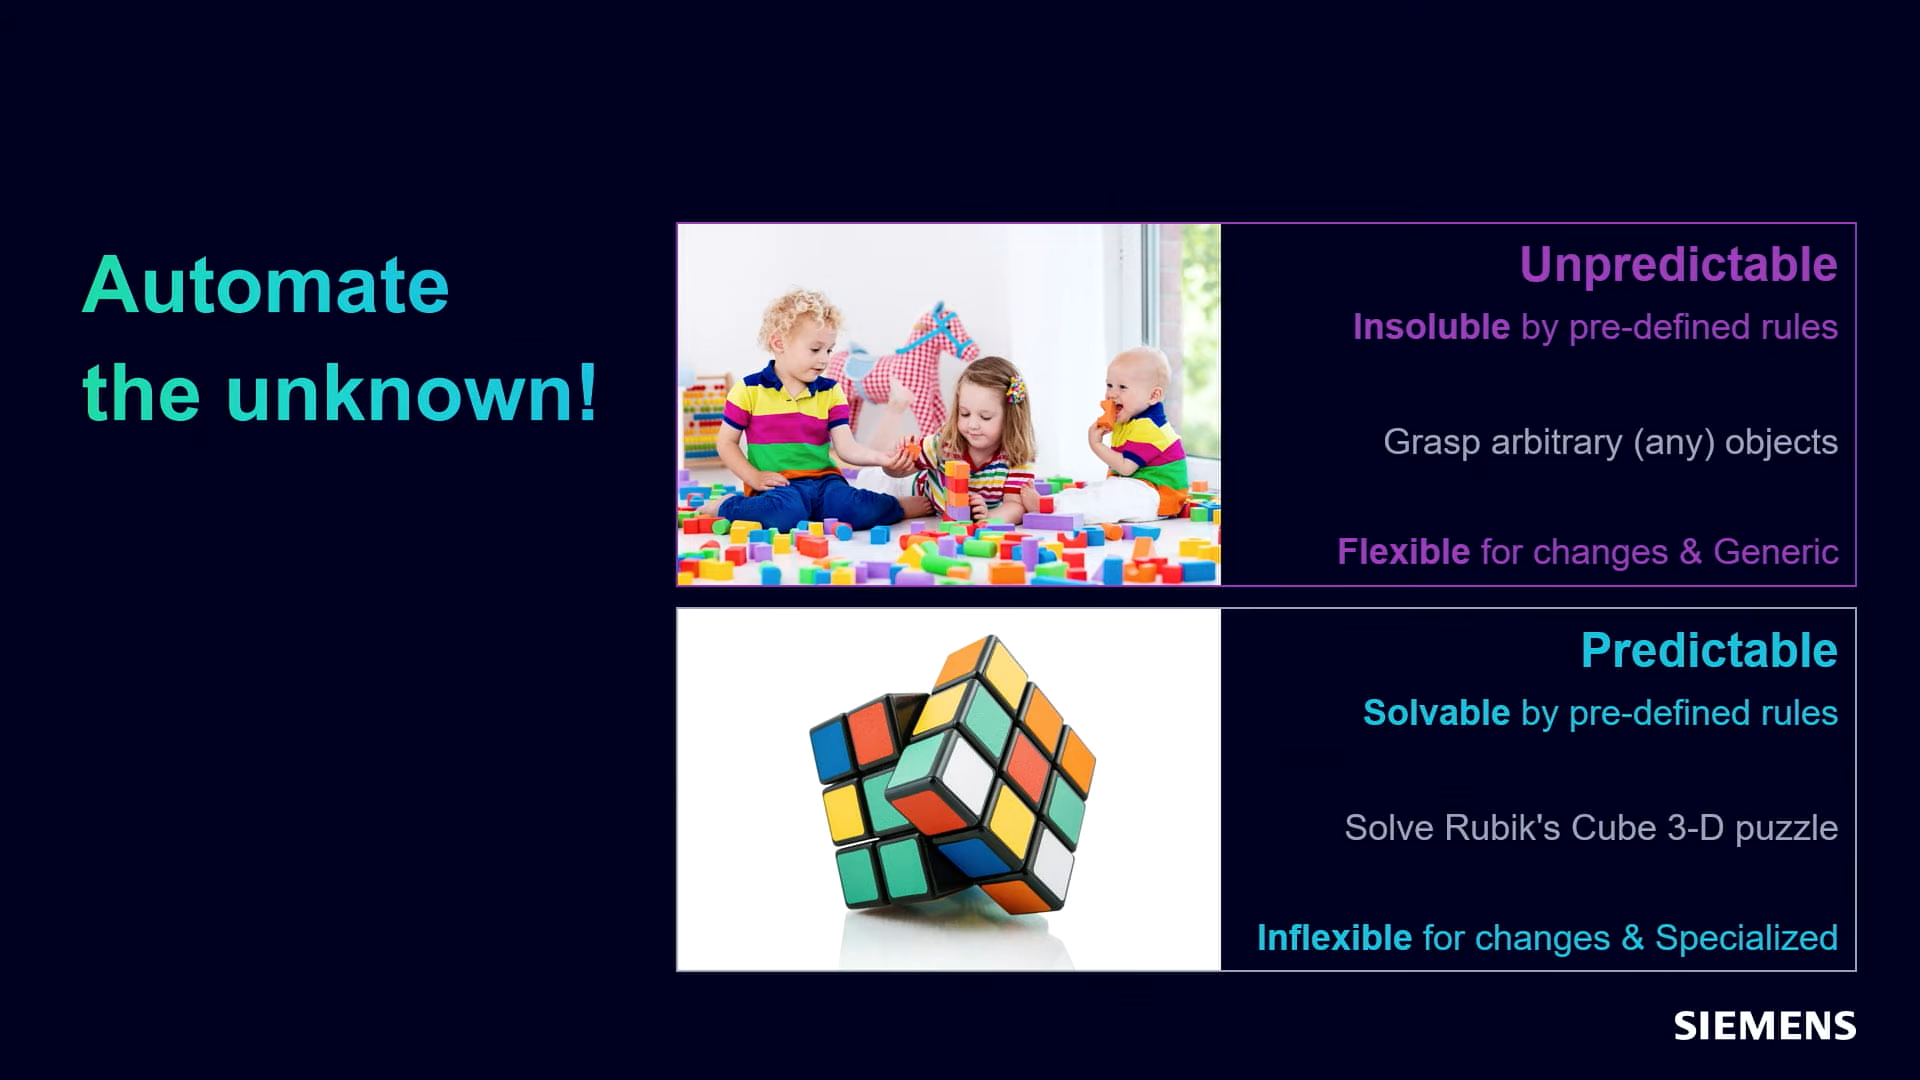 Automate
the unknown!
Unpredictable
Insoluble by pre-defined rules
Grasp arbitrary (any) objects
Flexible for changes & Generic
Predictable
Solvable by pre-defined rules
Solve Rubik's Cube 3-D puzzle
Inflexible for changes & Specialized
SIEMENS